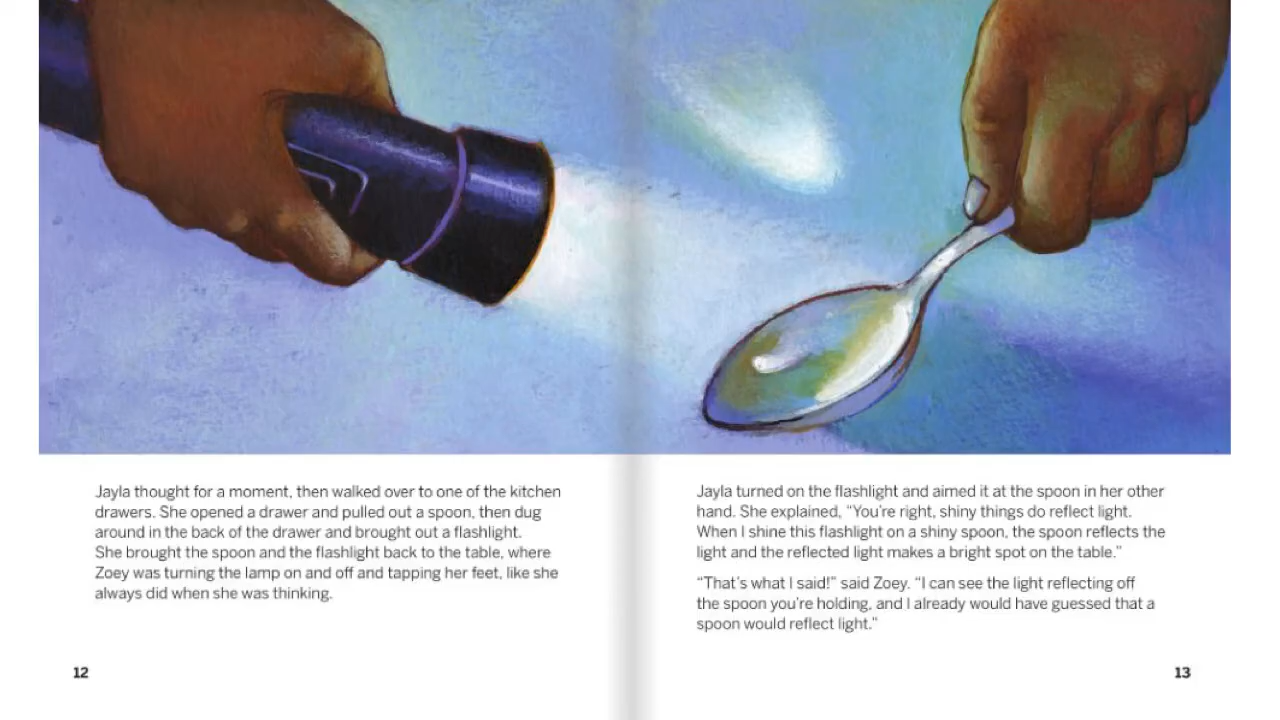 Jayla thought for a moment, then walked over to one of the kitchen
drawers. She opened a drawer and pulled out a spoon, then dug
around in the back of the drawer and brought out a flashlight.
She brought the spoon and the flashlight back to the table, where
Zoey was turning the lamp on and off and tapping her feet, like she
always did when she was thinking.
12
Jayla turned on the flashlight and aimed it at the spoon in her other
hand. She explained, “You’re right, shiny things do reflect light.
When I shine this flashlight on a shiny spoon, the spoon reflects the
light and the reflected light makes a bright spot on the table.”
“That’s what I said!” said Zoey. “I can see the light reflecting off
the spoon you’re holding, and I already would have guessed that a
spoon would reflect light.”
13